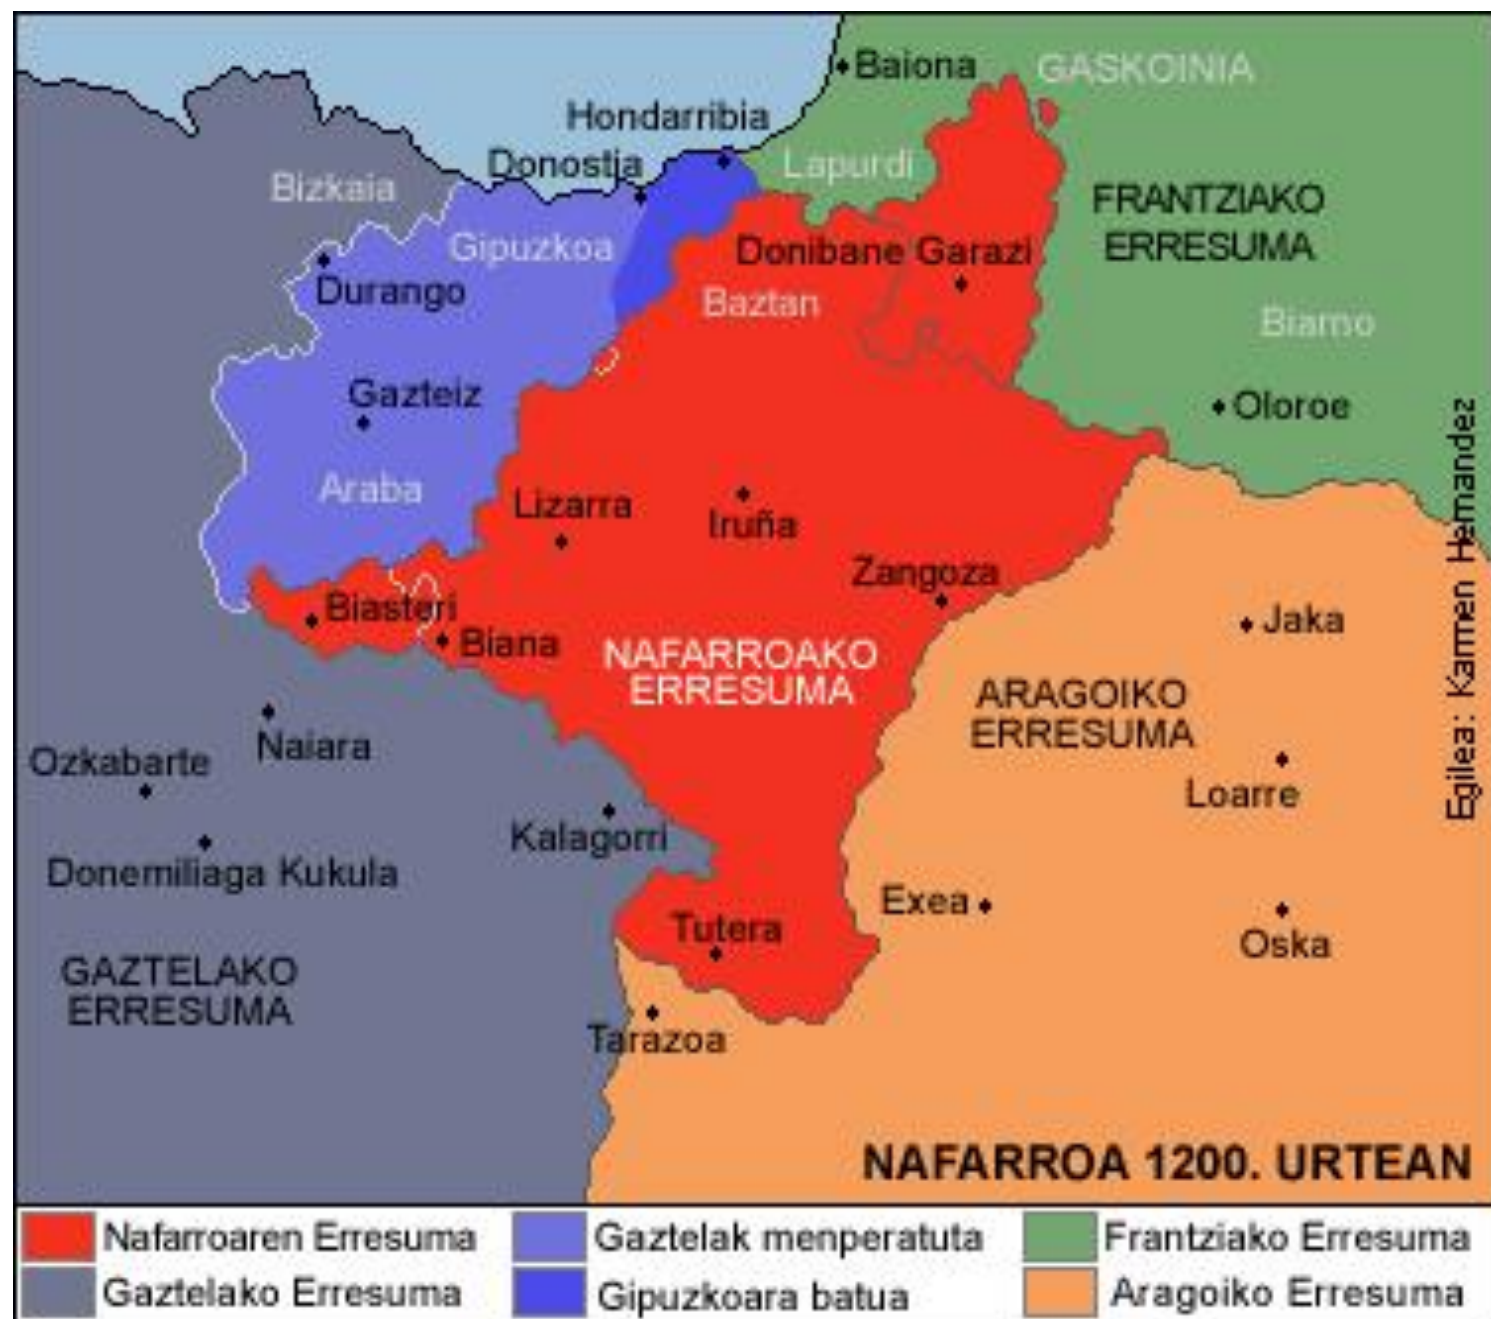 Baiona
GASKOINIA
Hondarribia
Donostia
Lapurdi
Bizkaia
FRANTZIAKO
ERRESUMA
Gipuzkoa
Donibane Garazi
Durango
Baztan
Biarno
Gazteiz
Oloroe
Araba
Lizarra
Iruña
Zangoza
Biasteri
Biana
Jaka
NAFARROAKO
ERRESUMA
ARAGOIKO
ERRESUMA
Naiara
Ozkabarte
Loarre
Kalagorri
Donemiliaga Kukula
Exea
Tutera
Oska
GAZTELAKO
ERRESUMA
Tarazoa
Egilea: Karmen Hernandez
NAFARROA 1200. URTEAN
Nafarroaren Erresuma
Gaztelak menperatuta
Frantziako Erresuma
Gaztelako Erresuma
Gipuzkoara batua
Aragoiko Erresuma